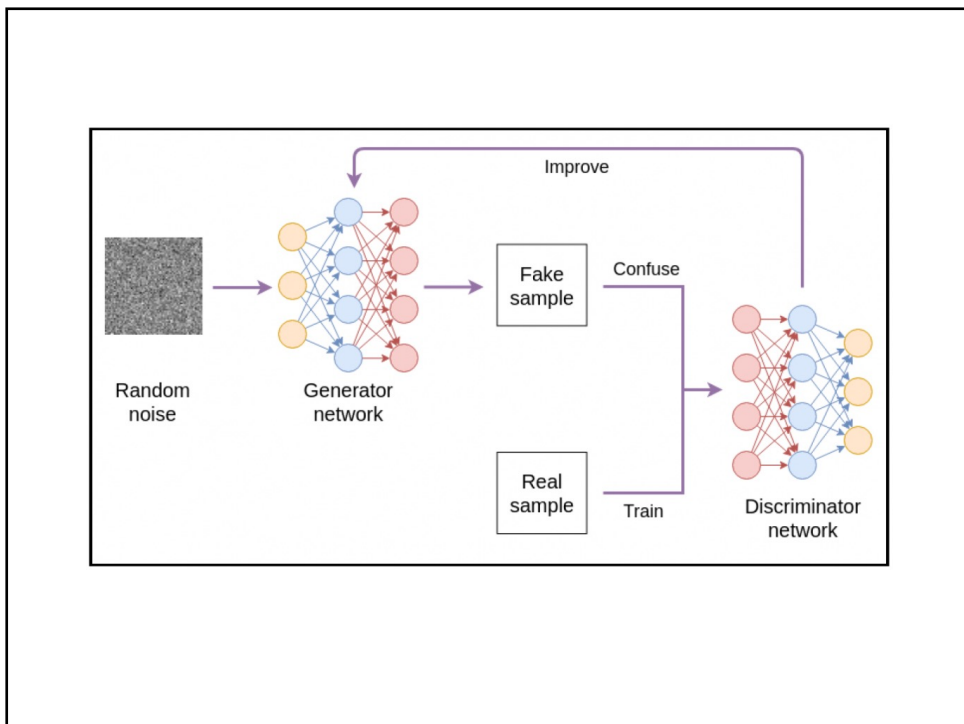 Improve
Random
noise
Generator
network
Fake
sample
Confuse
Real
sample
Train
Discriminator
network